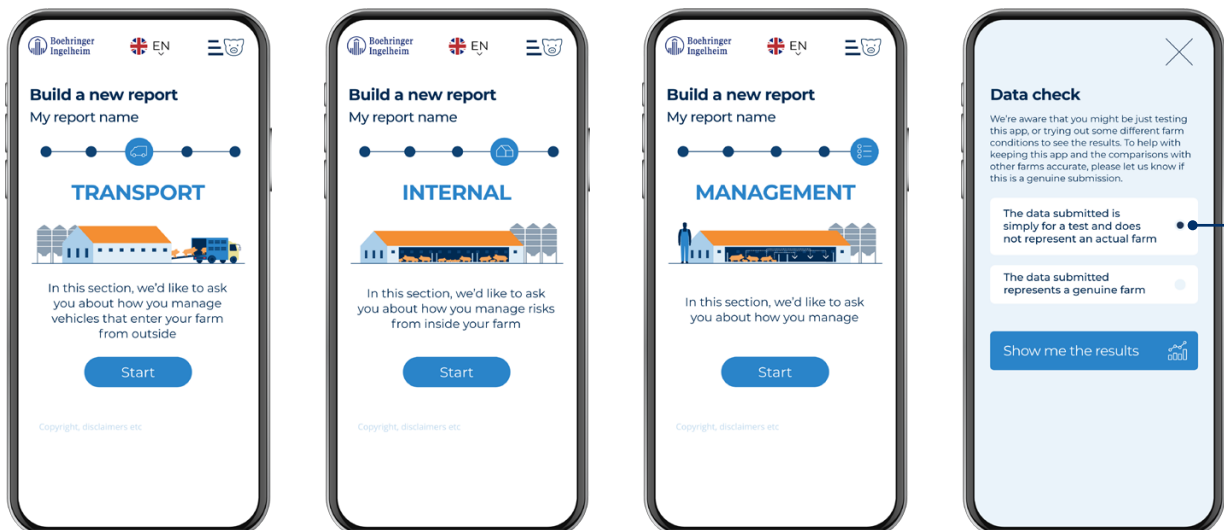 Boehringer
Ingelheim
EN
Build a new report
My report name
TRANSPORT
In this section, we'd like to ask
you about how you manage
vehicles that enter your farm
from outside
Start
Copyright, disclaimers etc
Boehringer
Ingelheim
EN
Build a new report
My report name
INTERNAL
In this section, we'd like to ask
you about how you manage risks
from inside your farm
Start
Copyright, disclaimers etc
Boehringer
Ingelheim
EN
Build a new report
My report name
MANAGEMENT
In this section, we'd like to ask
you about how you manage
Start
Copyright, disclaimers etc
Data check
We're aware that you might be just testing
this app, or trying out some different farm
conditions to see the results. To help with
keeping this app and the comparisons with
other farms accurate, please let us know if
this is a genuine submission.
The data submitted is
simply for a test and does
not represent an actual farm
The data submitted
represents a genuine farm
Show me the results